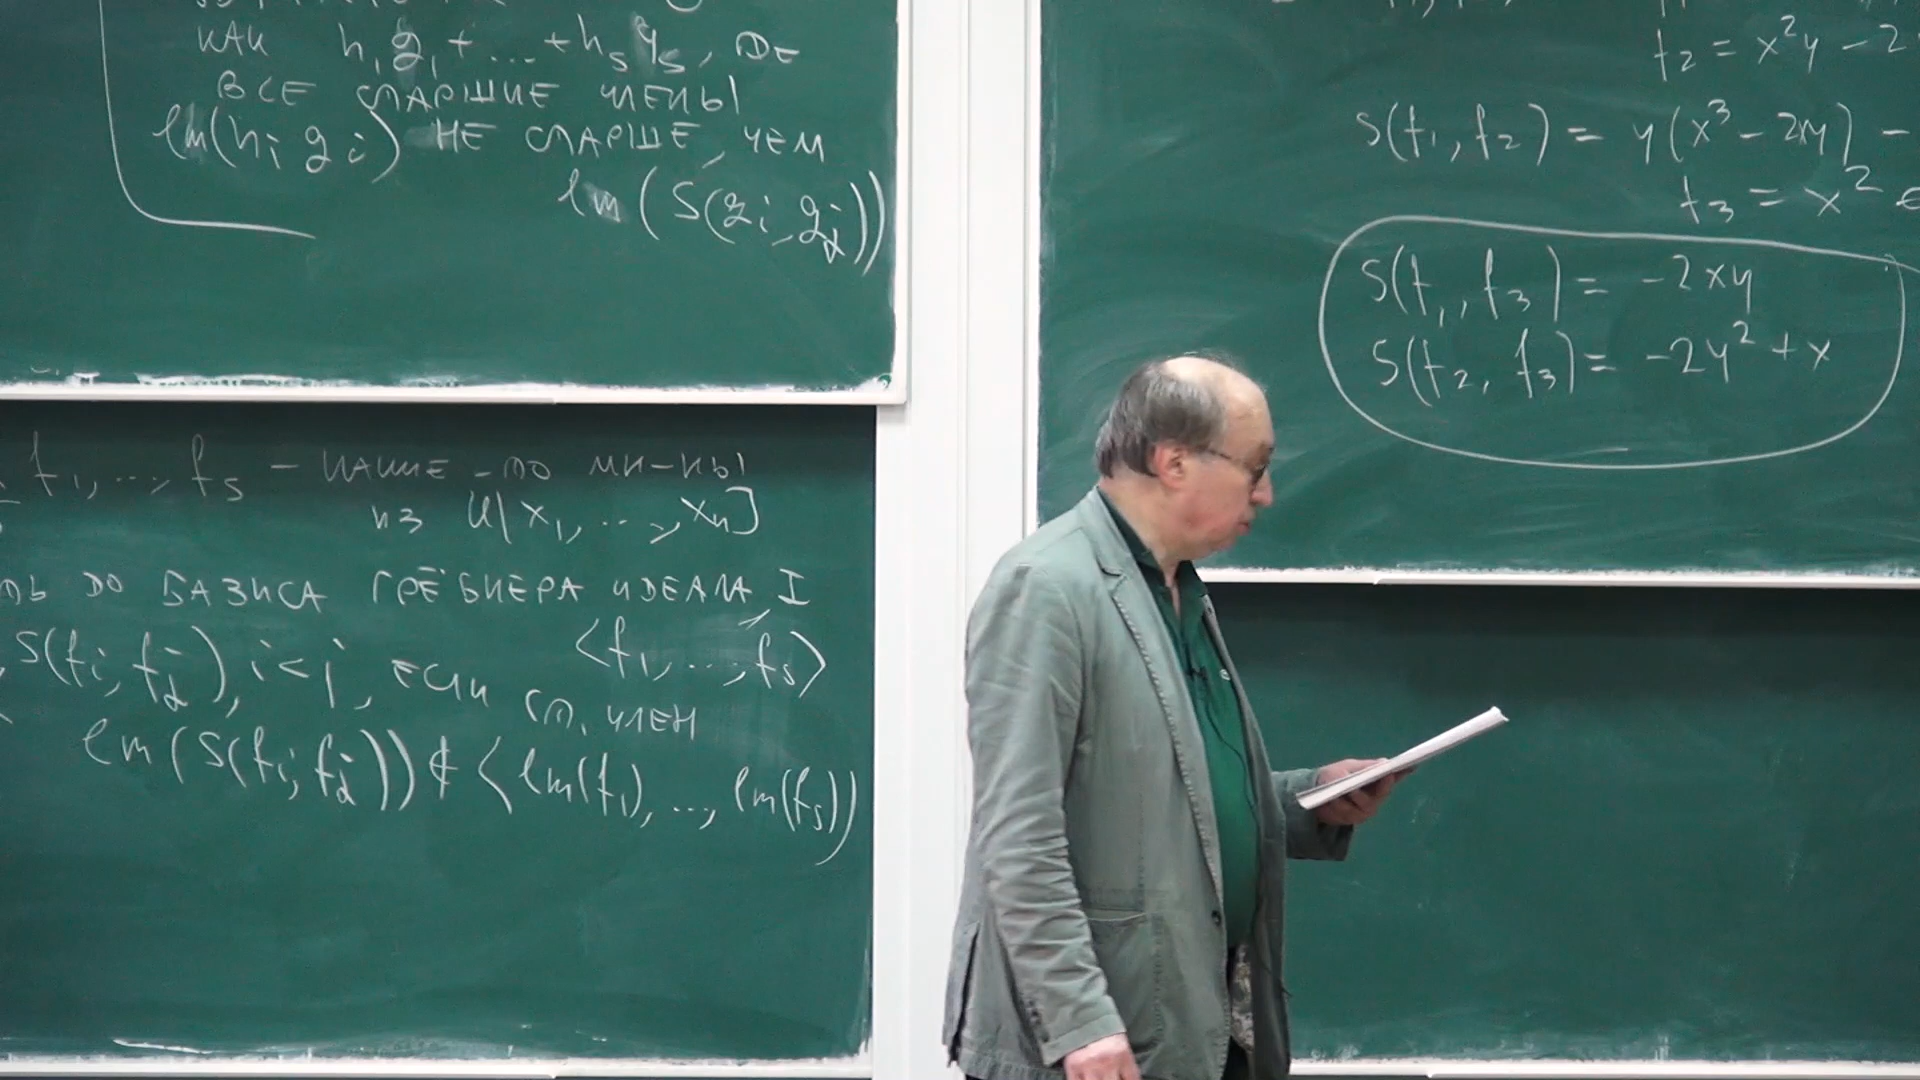 как h₁g₁ + ... + hₛgₛ, где
все старшие члены
lm(hᵢgᵢ) не старше, чем
lm(S(gᵢ, gⱼ))
f₁, ..., fₛ – какие-то мн-ны
из K[x₁, ..., xₙ]
до базиса Грёбнера идеала I
<f₁, ..., fₛ>
S(fᵢ, fⱼ), i<j, если ст. член
lm(S(fᵢ, fⱼ)) ∉ <lm(f₁), ..., lm(fₛ)>
f₂ = x²y – 2
S(f₁, f₂) = y(x³ – 2xy) –
f₃ = x² ∈
S(f₁, f₃) = –2xy
S(f₂, f₃) = –2y² + x